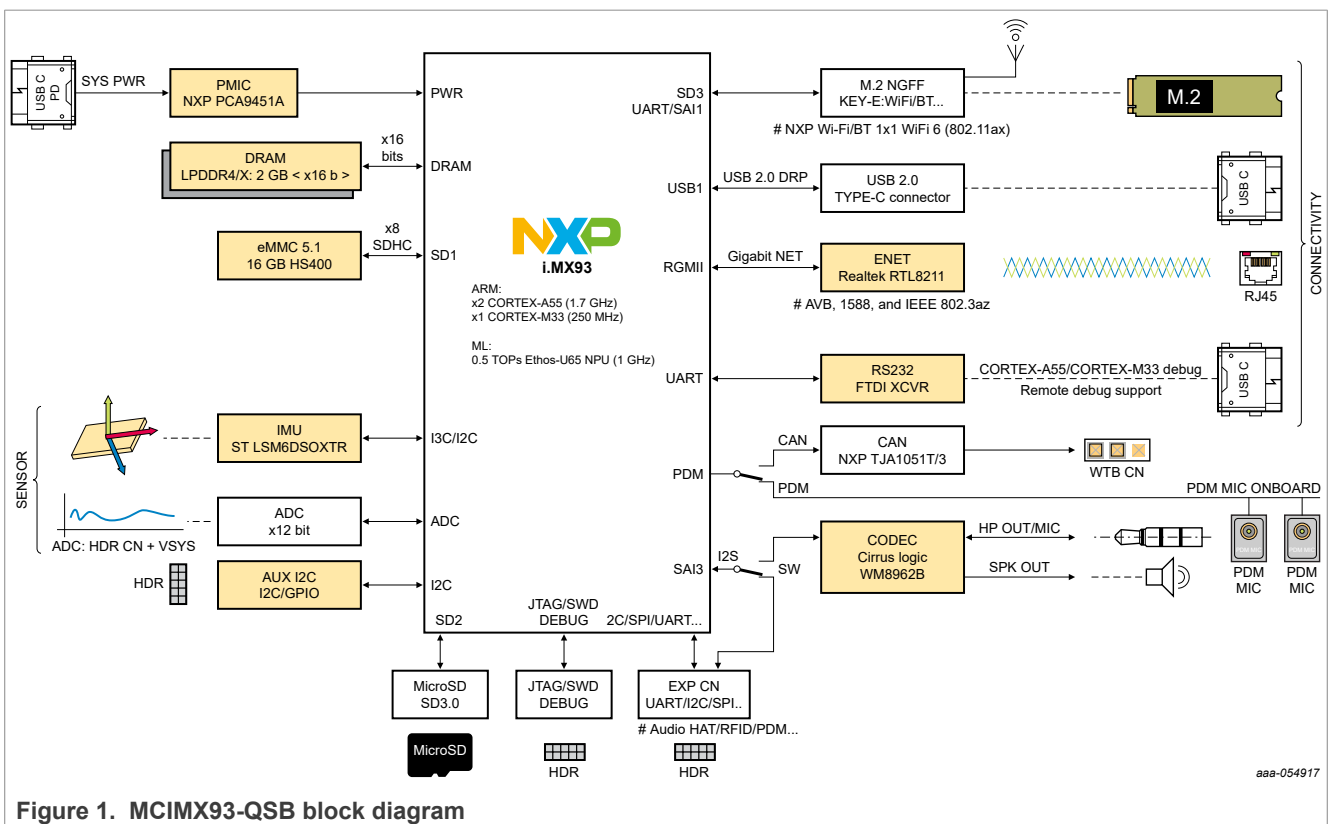 USB C
PD
SYS PWR
PMIC
NXP PCA9451A
PWR
DRAM
LPDDR4/X: 2 GB < x16 b >
x16
bits
DRAM
eMMC 5.1
16 GB HS400
x8
SDHC
SD1
NXP
i.MX93
ARM:
x2 CORTEX-A55 (1.7 GHz)
x1 CORTEX-M33 (250 MHz)
ML:
0.5 TOPs Ethos-U65 NPU (1 GHz)
SENSOR
IMU
ST LSM6DSOXTR
I3C/I2C
ADC
x12 bit
ADC
ADC: HDR CN + VSYS
HDR
AUX I2C
I2C/GPIO
I2C
SD2
JTAG/SWD
DEBUG
2C/SPI/UART...
MicroSD
SD3.0
MicroSD
JTAG/SWD
DEBUG
HDR
EXP CN
UART/I2C/SPI..
# Audio HAT/RFID/PDM...
HDR
SD3
UART/SAI1
M.2 NGFF
KEY-E:WiFi/BT...
# NXP Wi-Fi/BT 1x1 WiFi 6 (802.11ax)
M.2
USB1
USB 2.0 DRP
USB 2.0
TYPE-C connector
USB C
RGMII
Gigabit NET
ENET
Realtek RTL8211
# AVB, 1588, and IEEE 802.3az
RJ45
CONNECTIVITY
UART
RS232
FTDI XCVR
CORTEX-A55/CORTEX-M33 debug
Remote debug support
USB C
PDM
CAN
PDM
CAN
NXP TJA1051T/3
WTB CN
PDM MIC ONBOARD
PDM MIC
PDM MIC
PDM
MIC
PDM
MIC
SAI3
I2S
SW
CODEC
Cirrus logic
WM8962B
HP OUT/MIC
SPK OUT
aaa-054917
Figure 1. MCIMX93-QSB block diagram